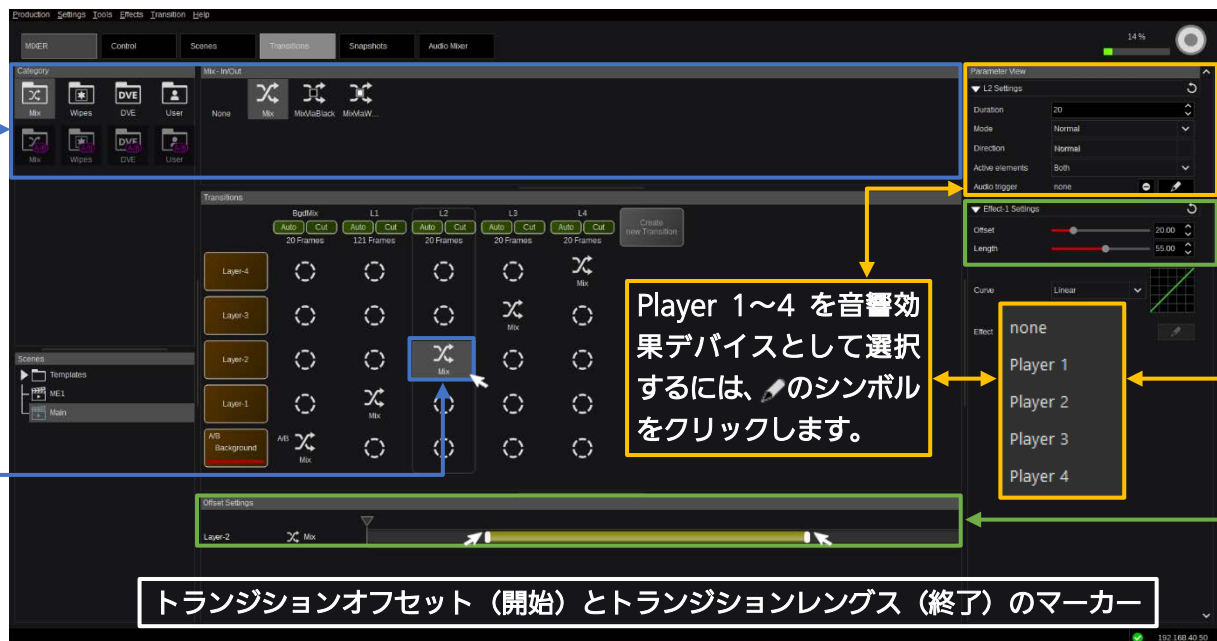 Production Settings Tools Effects Transition Help
MIXER Control Scenes Transitions Snapshots Audio Mixer
14 %
Category
Mix Wipes DVE User
Mix Wipes DVE User
Mix - In/Out
None Mix MixViaBlack MixViaW...
Parameter View
L2 Settings
Duration 20
Mode Normal
Direction Normal
Active elements Both
Audio trigger none
Effect-1 Settings
Offset 20.00
Length 55.00
Curve Linear
Effect
none
Player 1
Player 2
Player 3
Player 4
Transitions
BgdMix L1 L2 L3 L4
Auto Cut Auto Cut Auto Cut Auto Cut Auto Cut
20 Frames 121 Frames 20 Frames 20 Frames 20 Frames
Create
new Transition
Layer-4 Mix
Layer-3 Mix
Layer-2 Mix
Layer-1 Mix
A/B
Background A/B Mix
Player 1～4 を音響効
果デバイスとして選択
するには、のシンボル
をクリックします。
Scenes
Templates
ME1
Main
Offset Settings
Layer-2 Mix
トランジションオフセット（開始）とトランジションレングス（終了）のマーカー
192.168.40.50